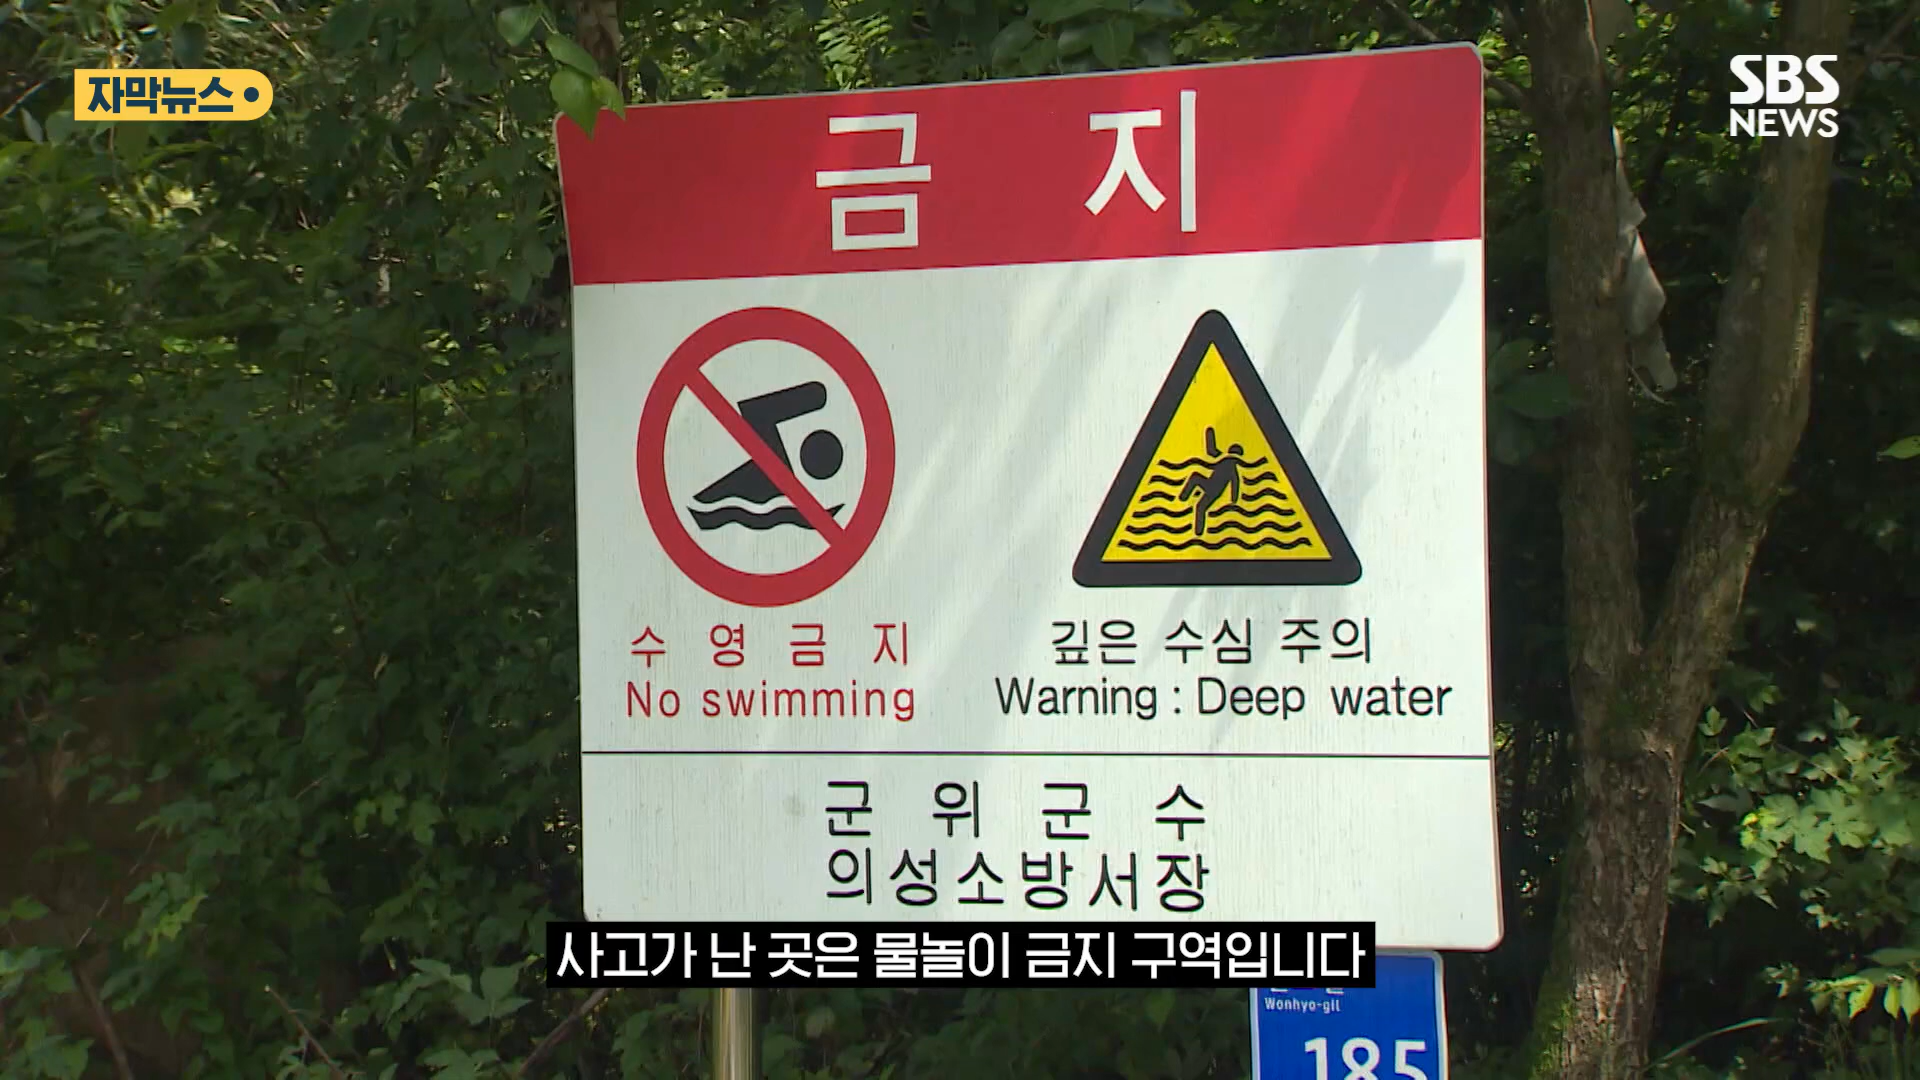 자막뉴스
SBS
NEWS
금지
수영금지
No swimming
깊은 수심 주의
Warning : Deep water
군위군수
의성소방서장
사고가 난 곳은 물놀이 금지 구역입니다
Wonhyo-gil
185